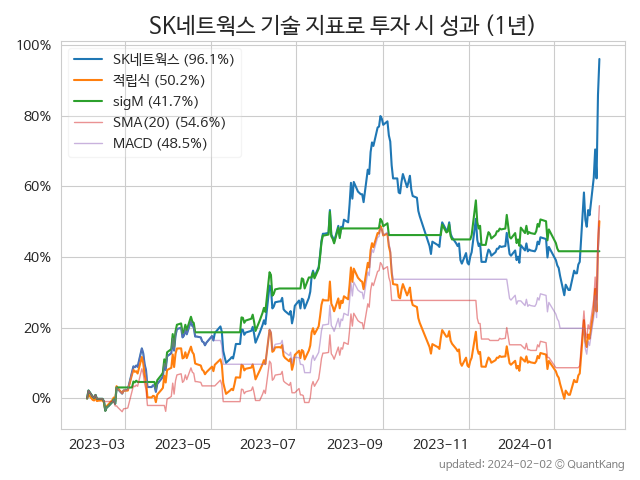 SK네트웍스 기술 지표로 투자 시 성과 (1년)
100%
80%
60%
40%
20%
0%
SK네트웍스 (96.1%)
적립식 (50.2%)
sigM (41.7%)
SMA(20) (54.6%)
MACD (48.5%)
2023-03 2023-05 2023-07 2023-09 2023-11 2024-01
updated: 2024-02-02 © QuantKang